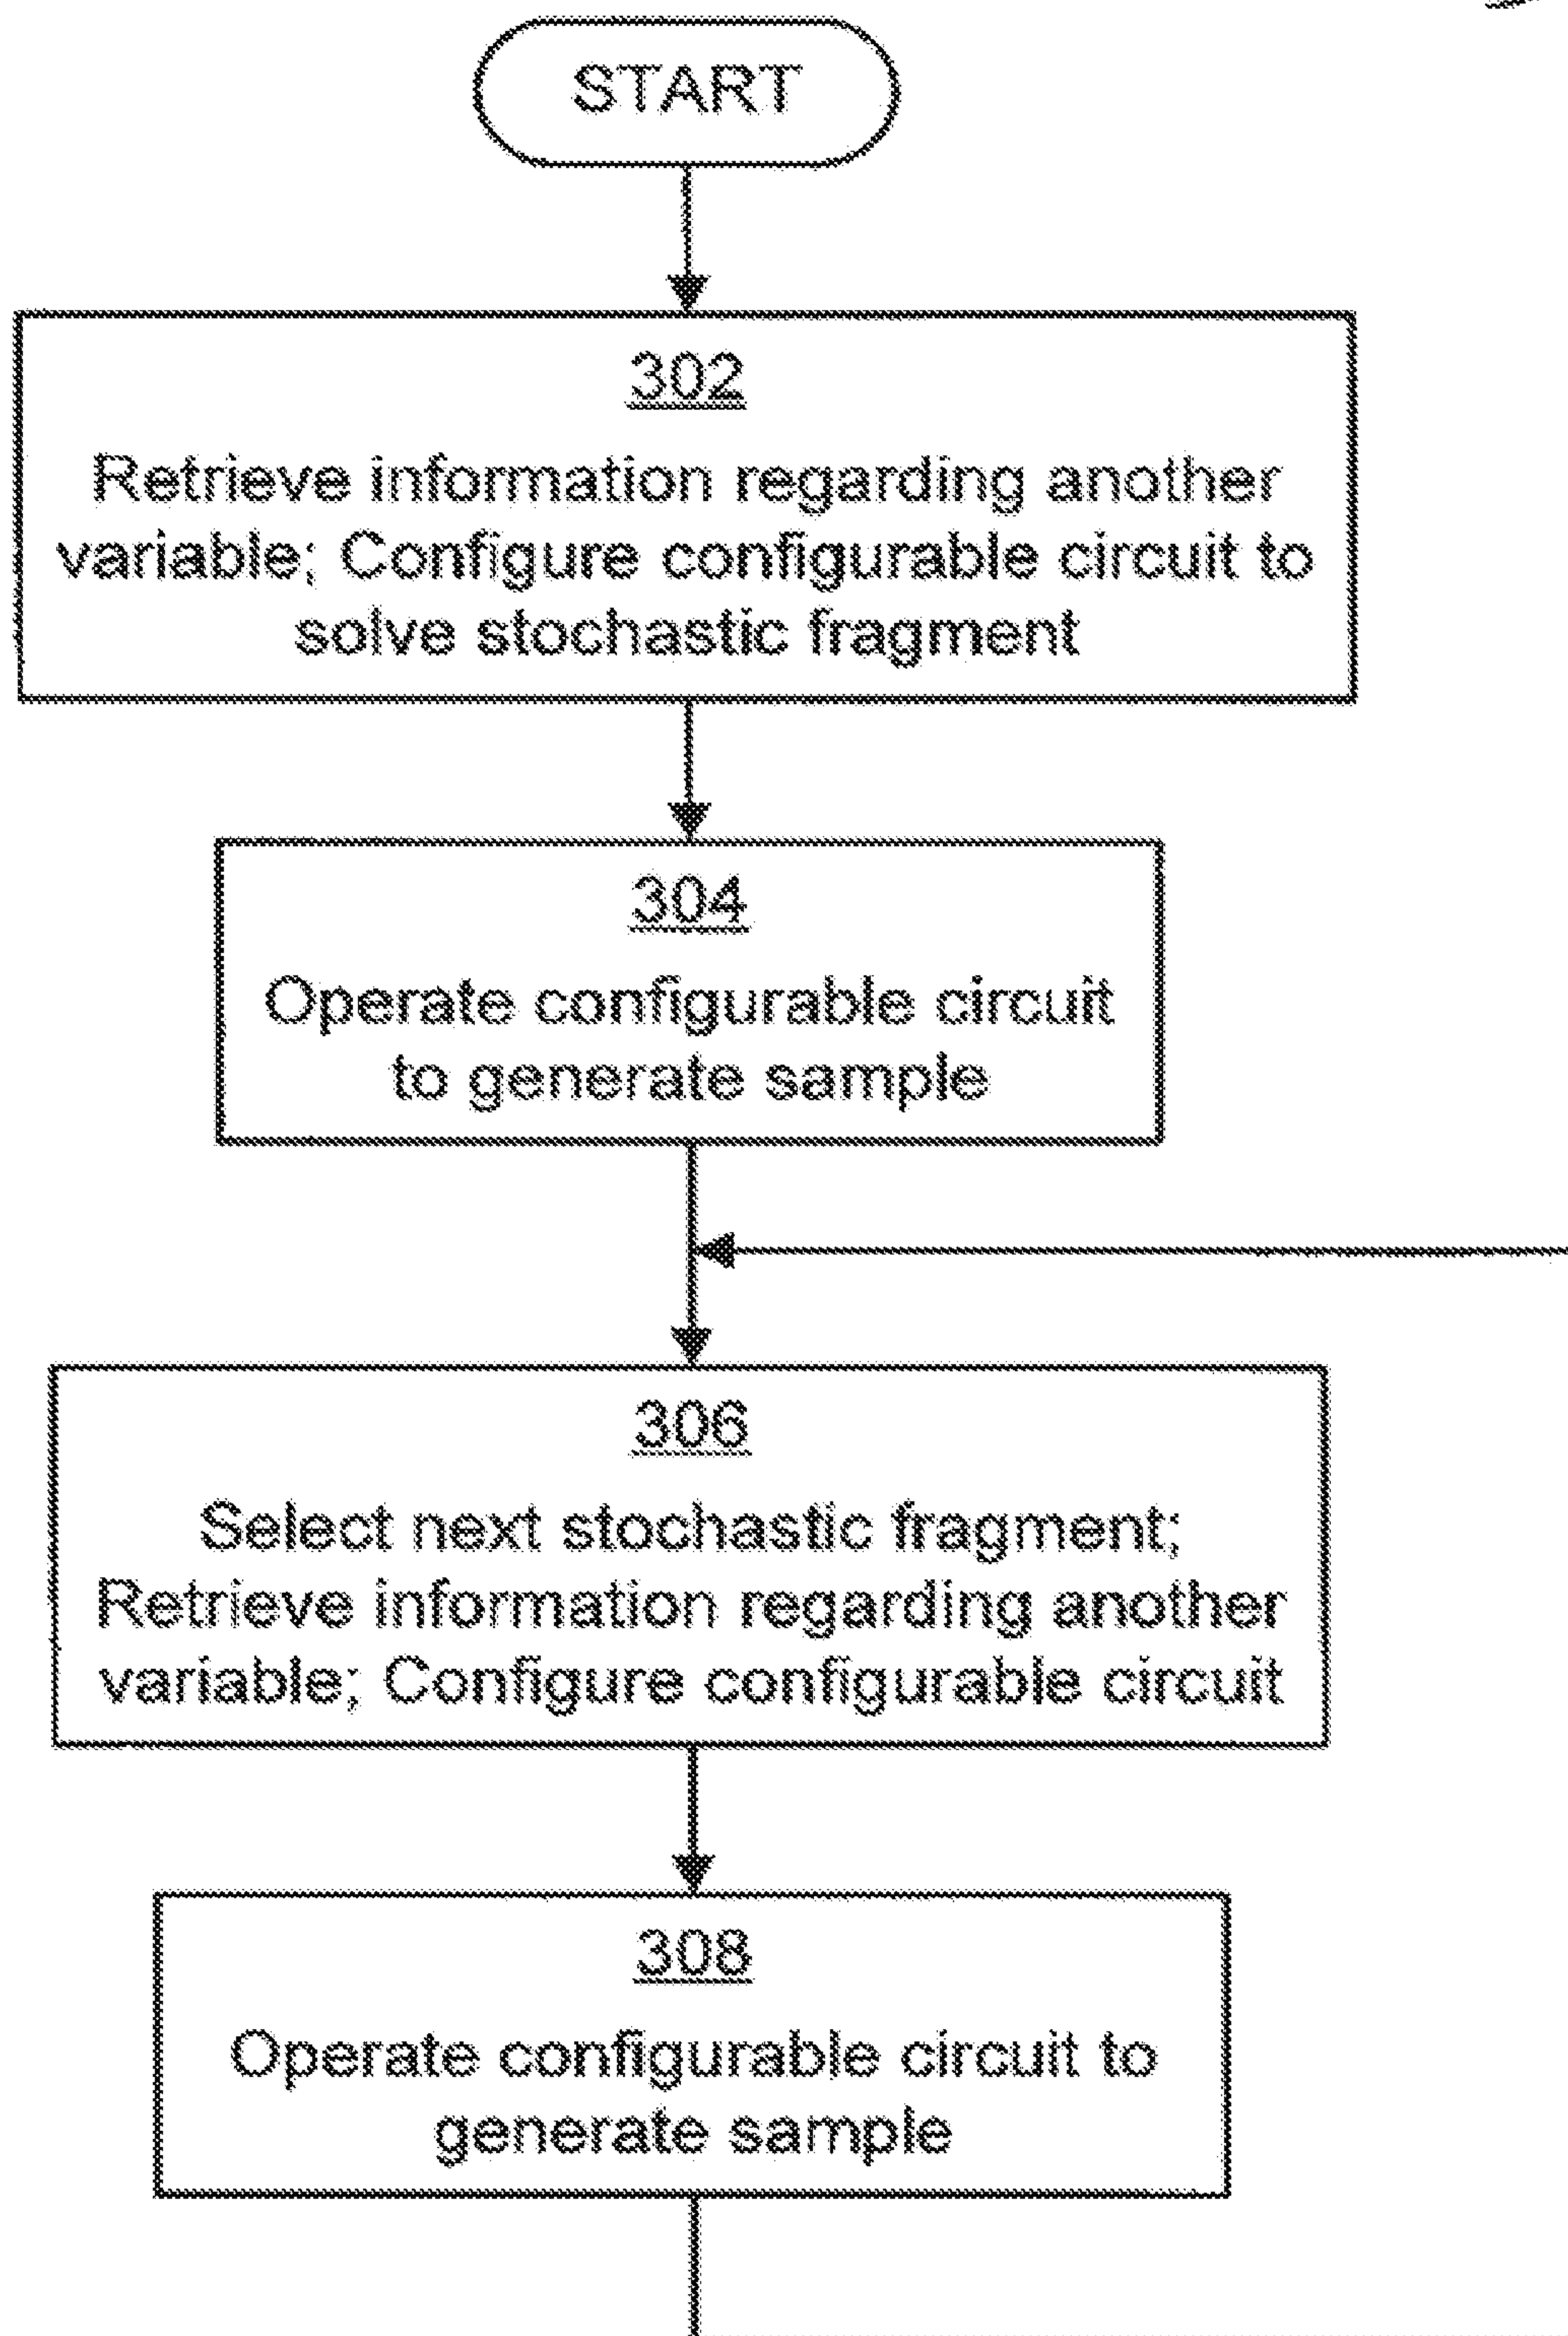 START
302
Retrieve information regarding another
variable; Configure configurable circuit to
solve stochastic fragment
304
Operate configurable circuit
to generate sample
306
Select next stochastic fragment;
Retrieve information regarding another
variable; Configure configurable circuit
308
Operate configurable circuit to
generate sample